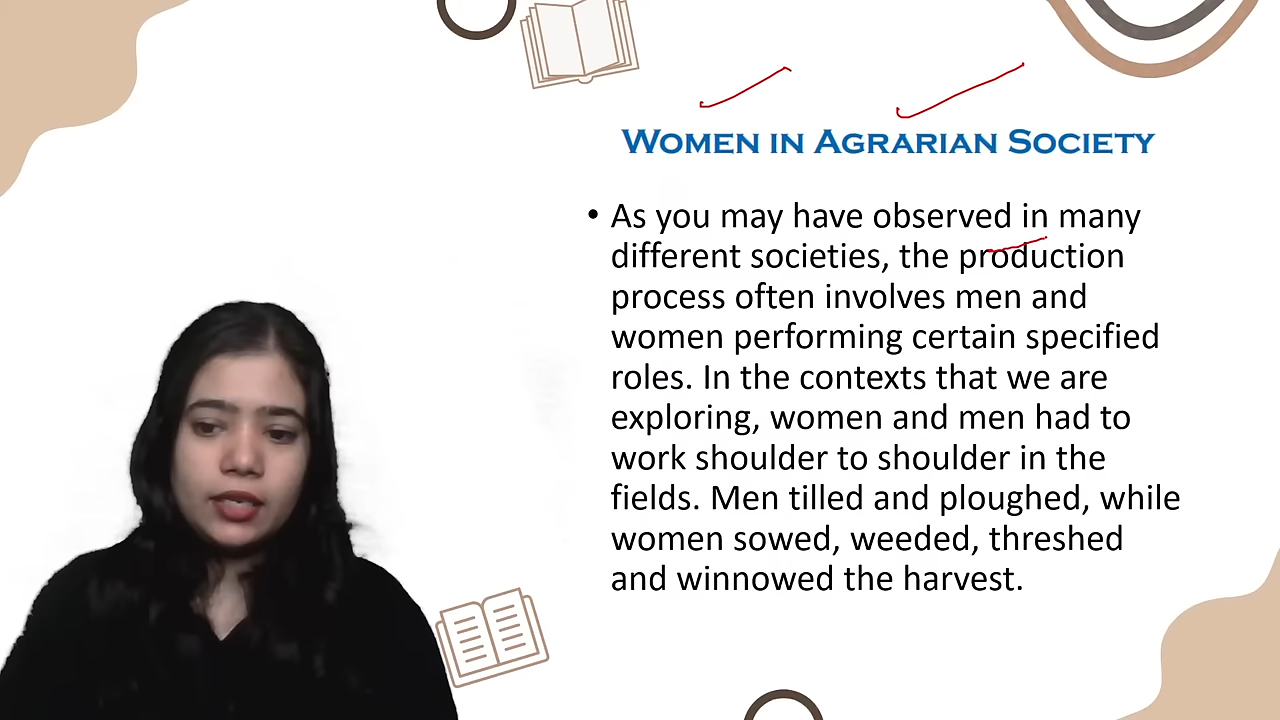 WOMEN IN AGRARIAN SOCIETY
• As you may have observed in many
different societies, the production
process often involves men and
women performing certain specified
roles. In the contexts that we are
exploring, women and men had to
work shoulder to shoulder in the
fields. Men tilled and ploughed, while
women sowed, weeded, threshed
and winnowed the harvest.